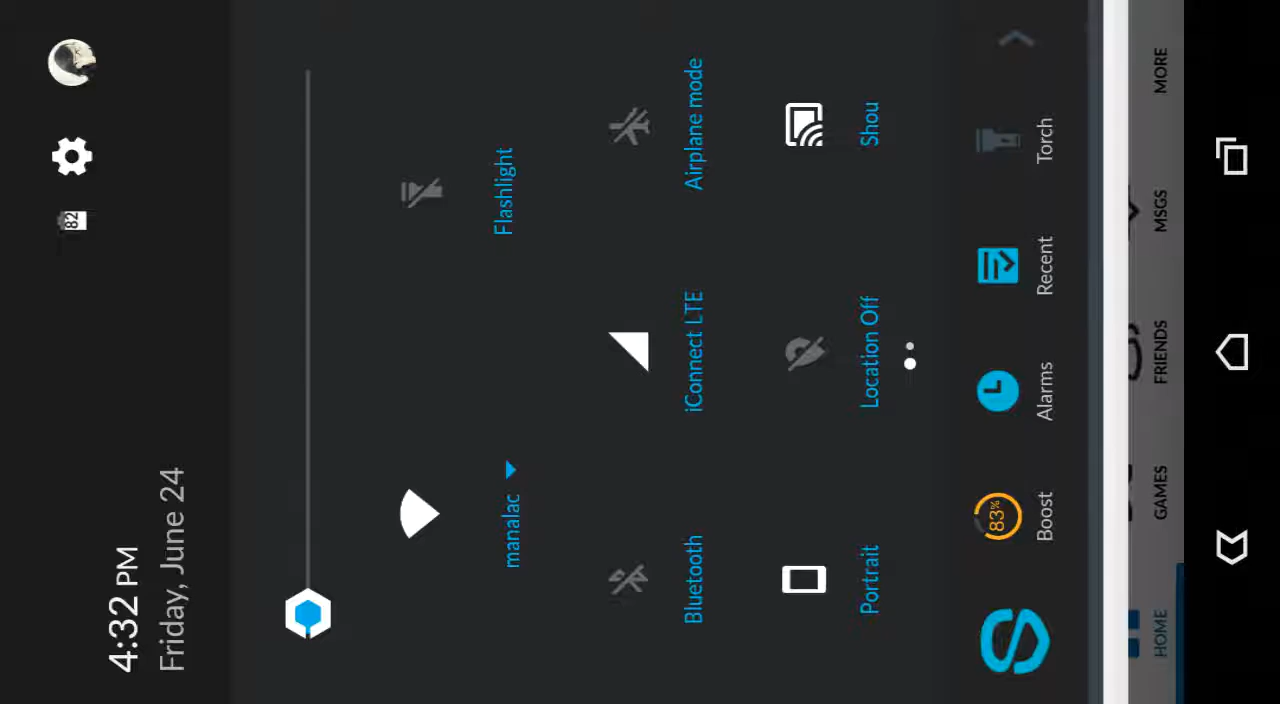 82
4:32 PM
Friday, June 24
manalac
Flashlight
Bluetooth
iConnect LTE
Airplane mode
Portrait
Location Off
Shou
83%
Boost
Alarms
Recent
Torch
HOME
GAMES
FRIENDS
MSGS
MORE